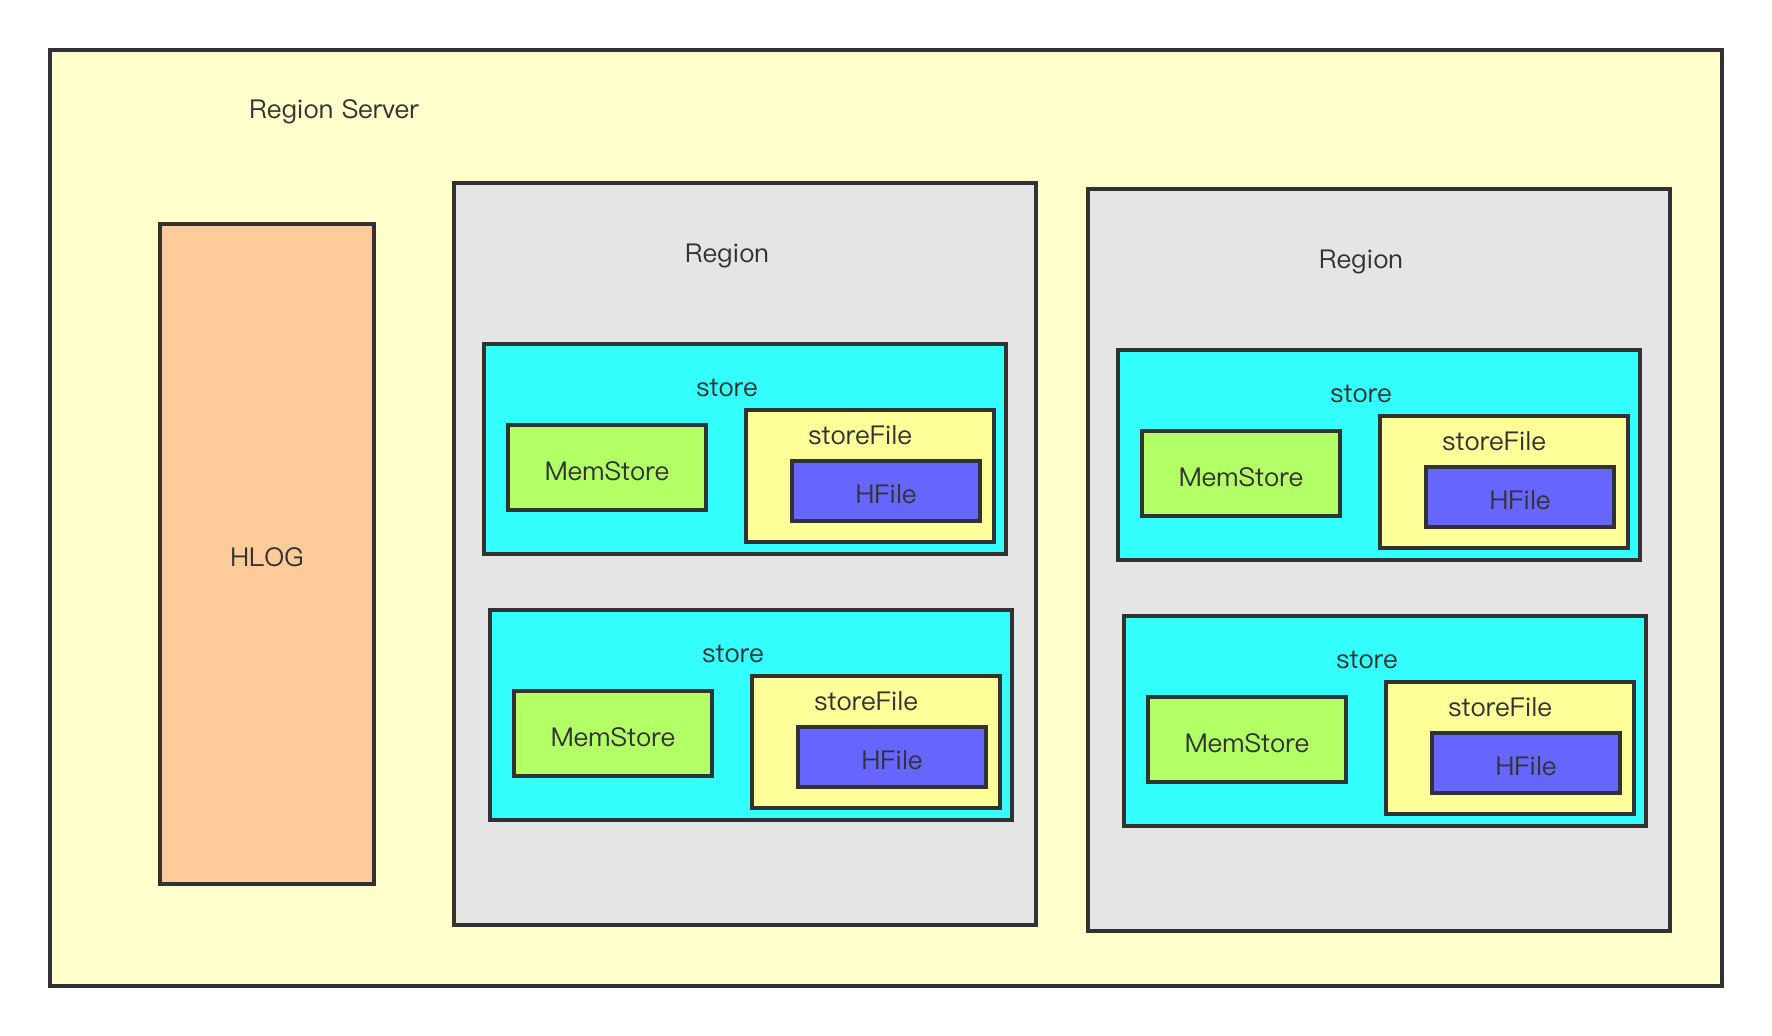 Region Server
HLOG
Region
store
MemStore
storeFile
HFile
store
MemStore
storeFile
HFile
Region
store
MemStore
storeFile
HFile
store
MemStore
storeFile
HFile